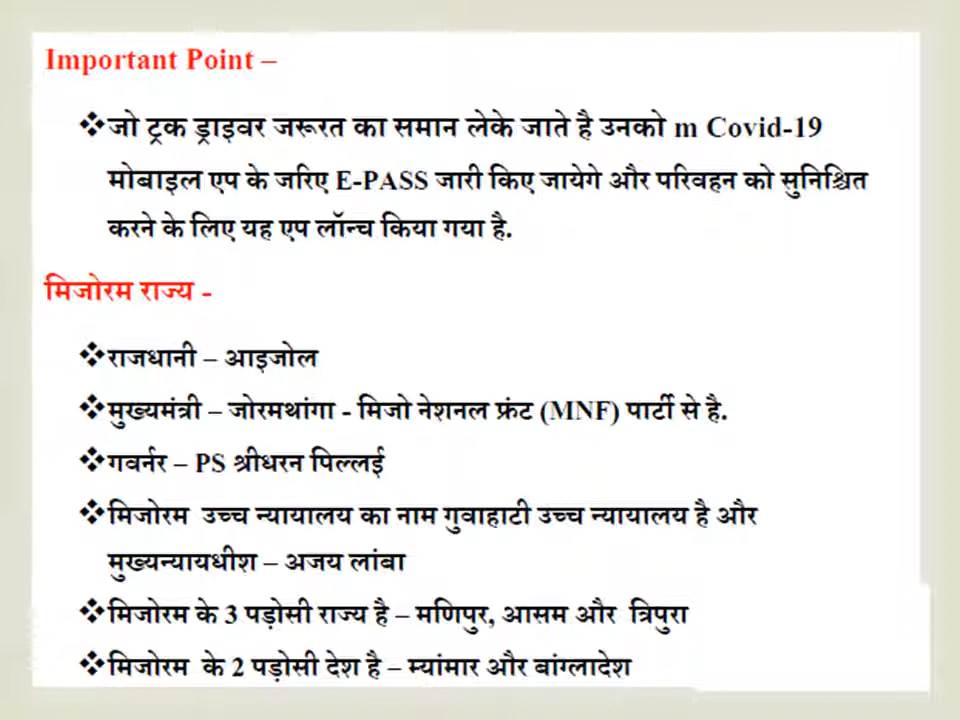 Important Point –
❖जो ट्रक ड्राइवर जरूरत का समान लेके जाते है उनको m Covid-19
मोबाइल एप के जरिए E-PASS जारी किए जायेगे और परिवहन को सुनिश्चित
करने के लिए यह एप लॉन्च किया गया है.
मिजोरम राज्य -
❖राजधानी – आइजोल
❖मुख्यमंत्री – जोरमथांगा - मिजो नेशनल फ्रंट (MNF) पार्टी से है.
❖गवर्नर – PS श्रीधरन पिल्लई
❖मिजोरम उच्च न्यायालय का नाम गुवाहाटी उच्च न्यायालय है और
मुख्यन्यायधीश – अजय लांबा
❖मिजोरम के 3 पड़ोसी राज्य है – मणिपुर, आसम और त्रिपुरा
❖मिजोरम के 2 पड़ोसी देश है – म्यांमार और बांग्लादेश